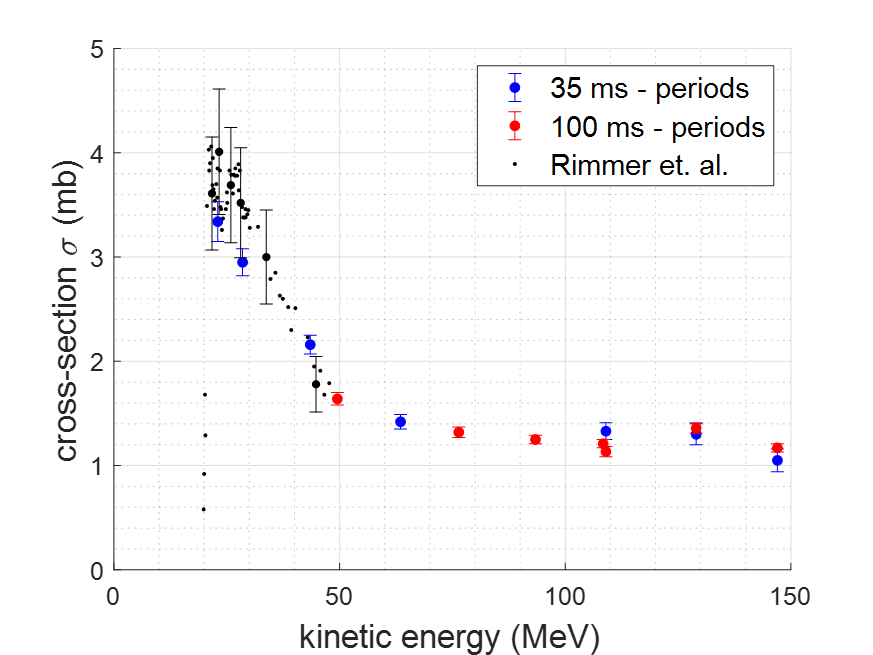 5
4
3
2
1
0
0
50
100
150
cross-section σ (mb)
kinetic energy (MeV)
35 ms - periods
100 ms - periods
Rimmer et. al.